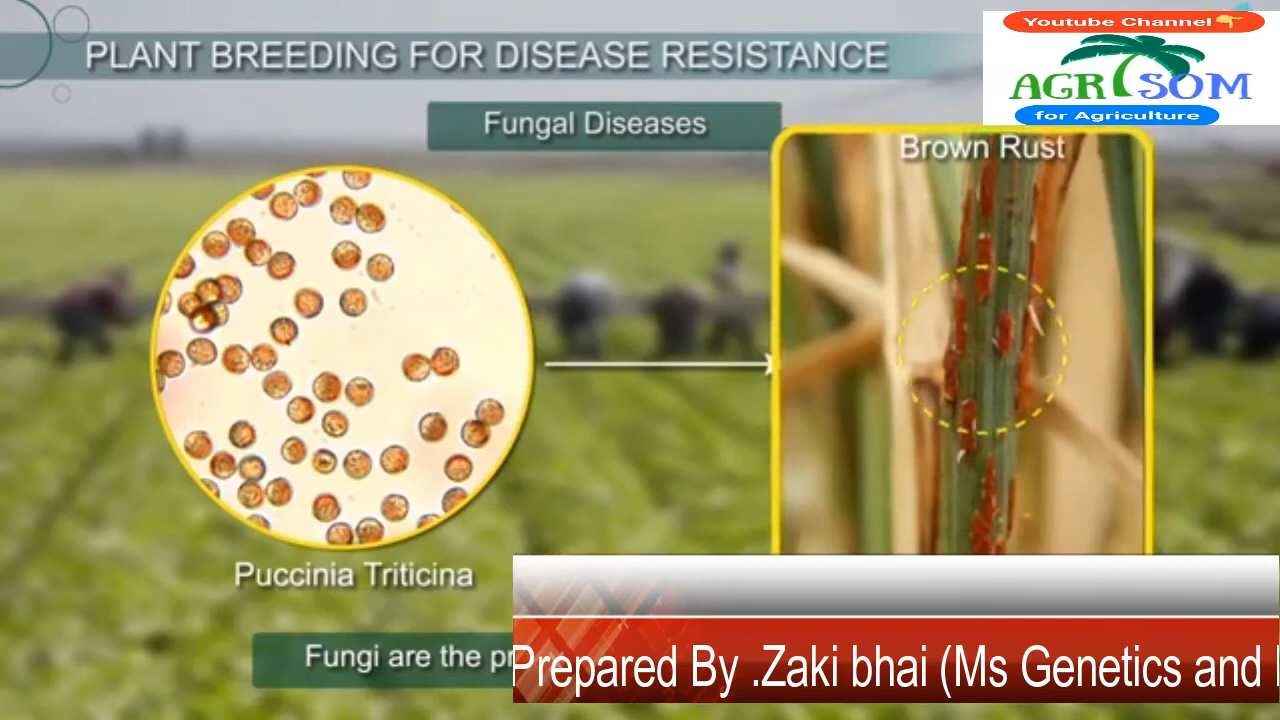 Youtube Channel
PLANT BREEDING FOR DISEASE RESISTANCE
AGRISOM
for Agriculture
Fungal Diseases
Brown Rust
Puccinia Triticina
Fungi are the
Prepared By .Zaki bhai (Ms Genetics and